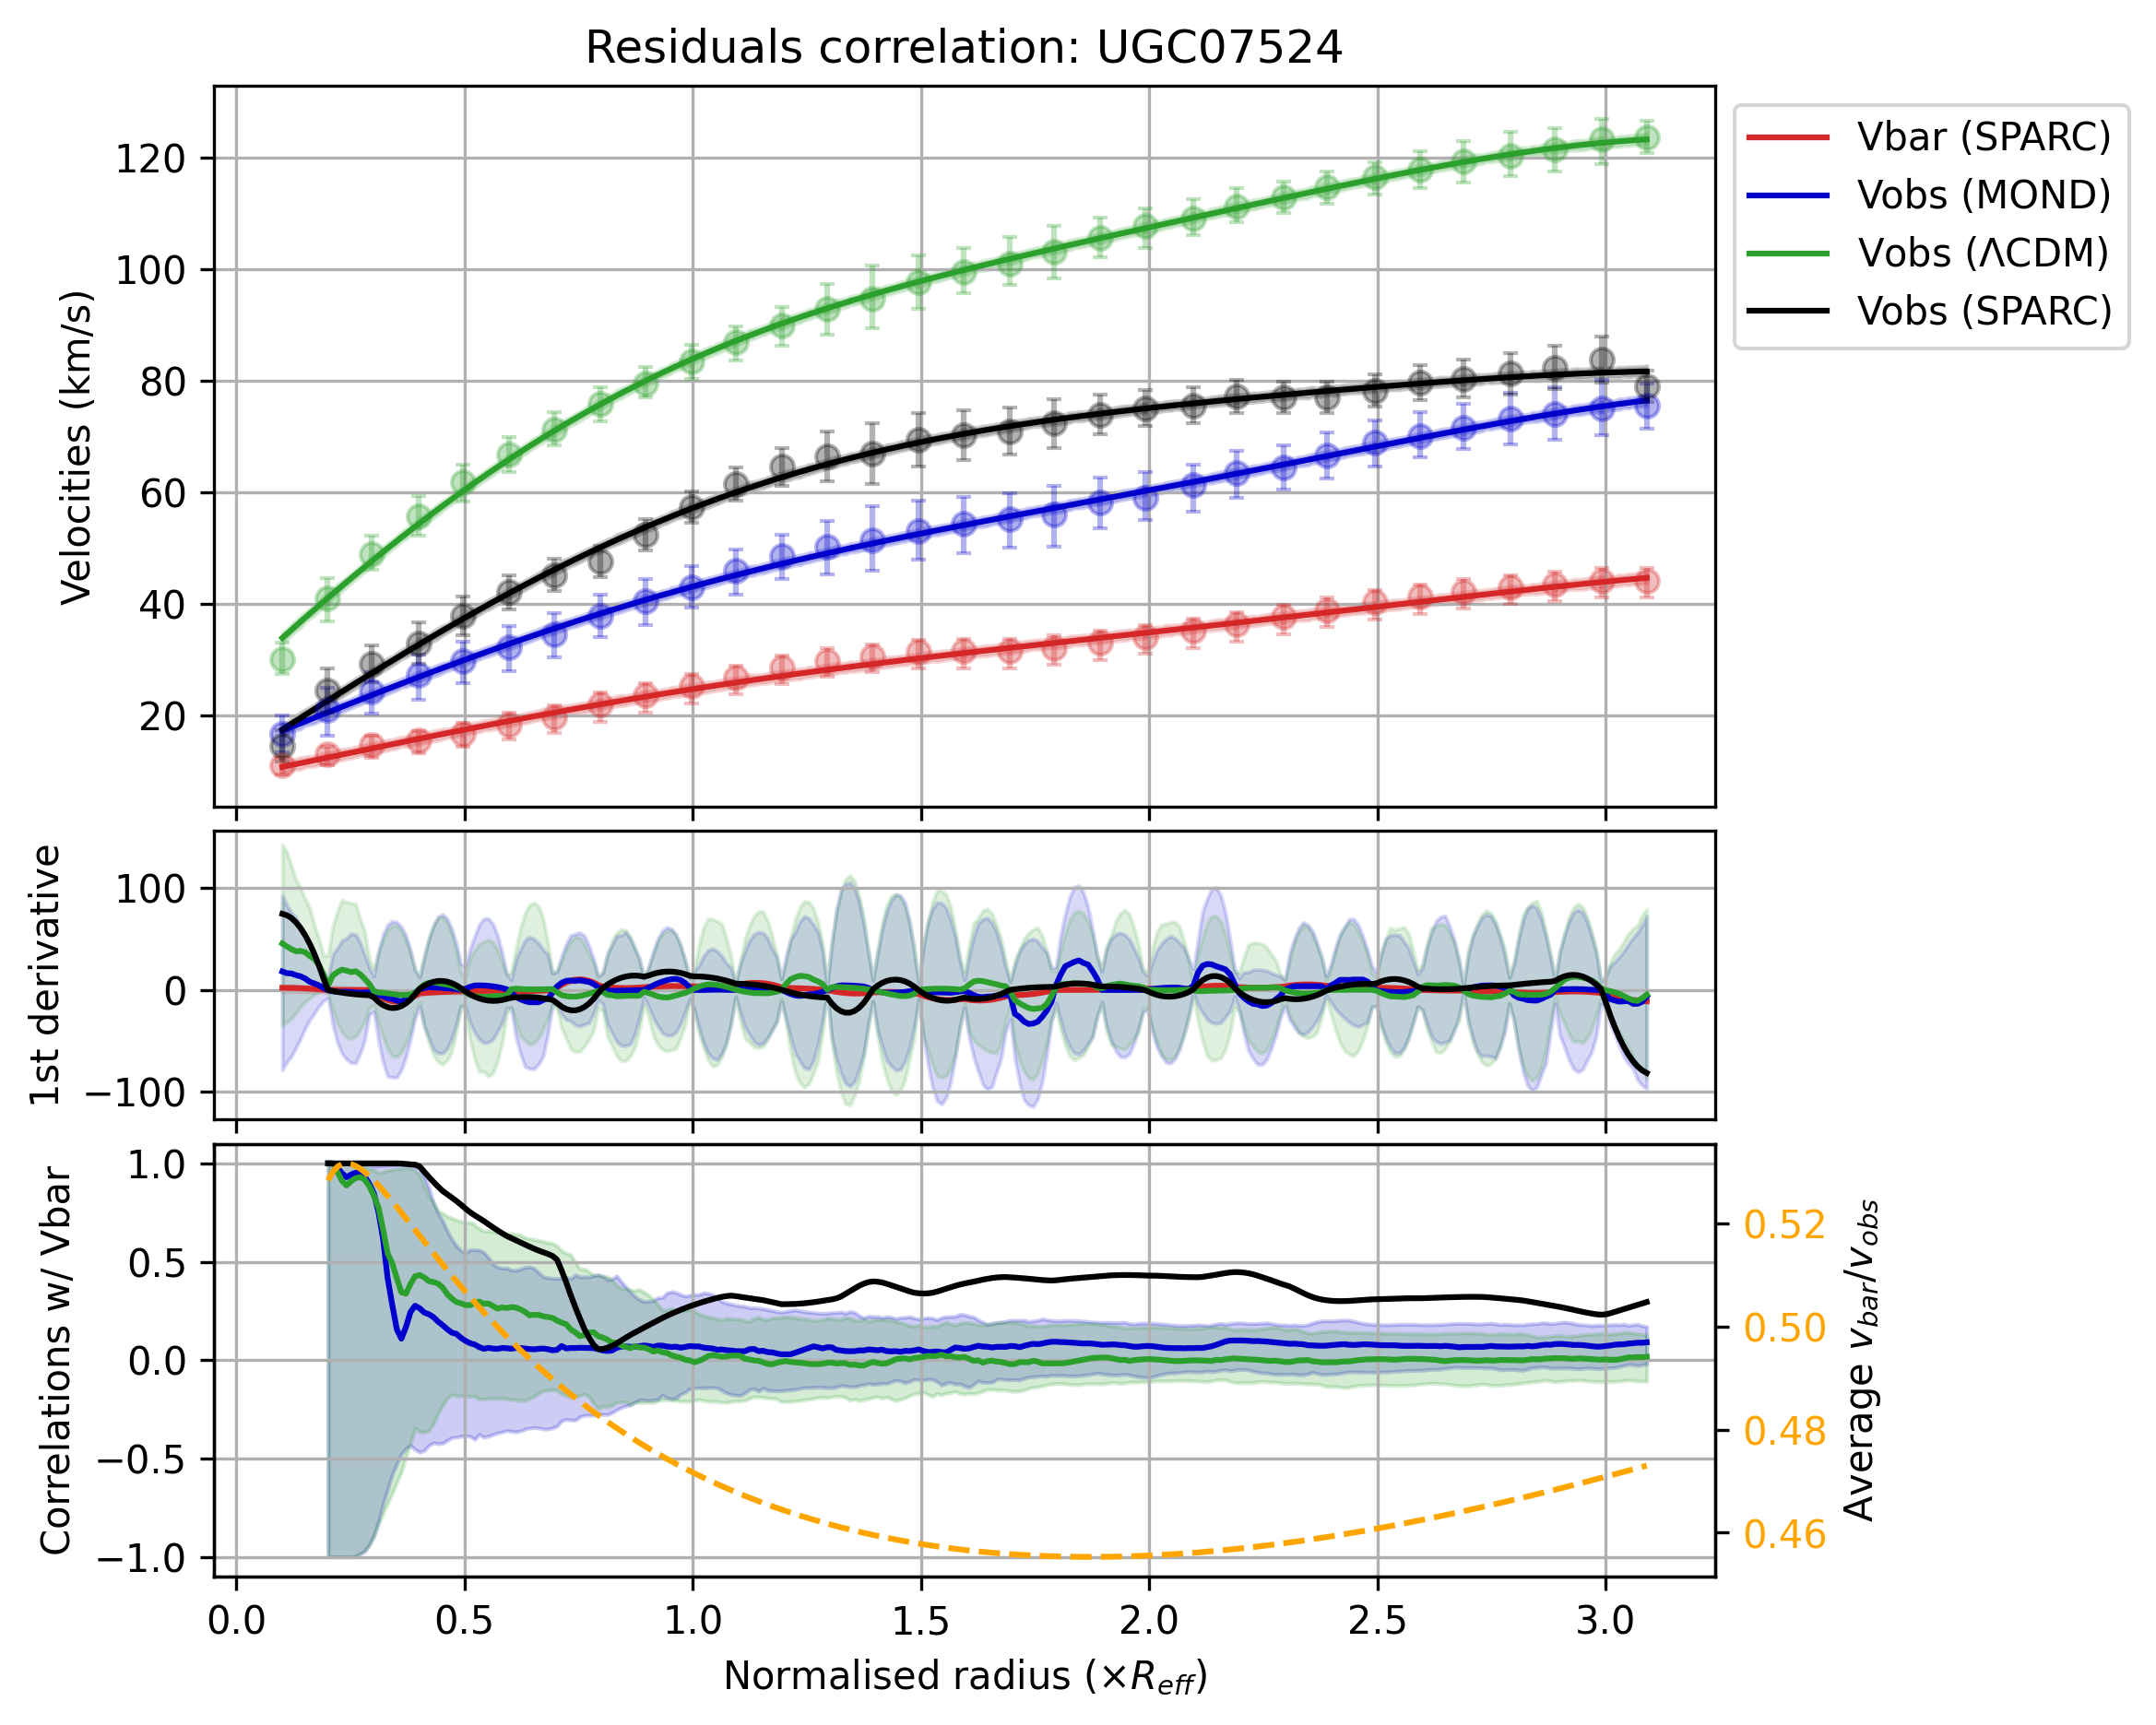 Residuals correlation: UGC07524
Velocities (km/s)
120
100
80
60
40
20
Vbar (SPARC)
Vobs (MOND)
Vobs (ΛCDM)
Vobs (SPARC)
1st derivative
100
0
−100
Correlations w/ Vbar
1.0
0.5
0.0
−0.5
−1.0
0.52
0.50
0.48
0.46
Average v_bar/v_obs
0.0 0.5 1.0 1.5 2.0 2.5 3.0
Normalised radius (×R_eff)